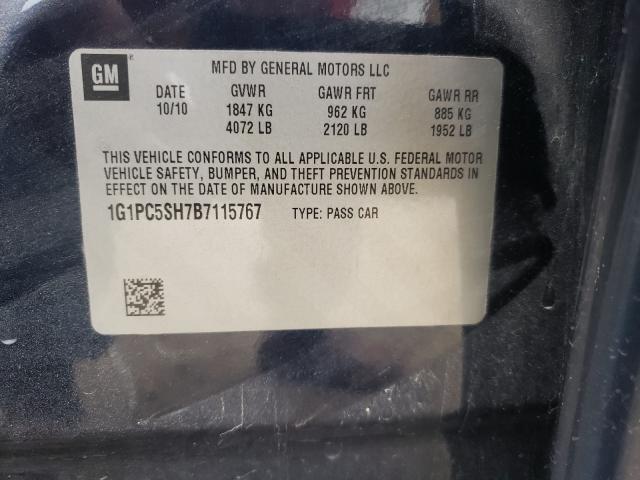 GM
MFD BY GENERAL MOTORS LLC
DATE GVWR GAWR FRT GAWR RR
10/10 1847 KG 962 KG 885 KG
4072 LB 2120 LB 1952 LB
THIS VEHICLE CONFORMS TO ALL APPLICABLE U.S. FEDERAL MOTOR
VEHICLE SAFETY, BUMPER, AND THEFT PREVENTION STANDARDS IN
EFFECT ON THE DATE OF MANUFACTURE SHOWN ABOVE.
1G1PC5SH7B7115767 TYPE: PASS CAR